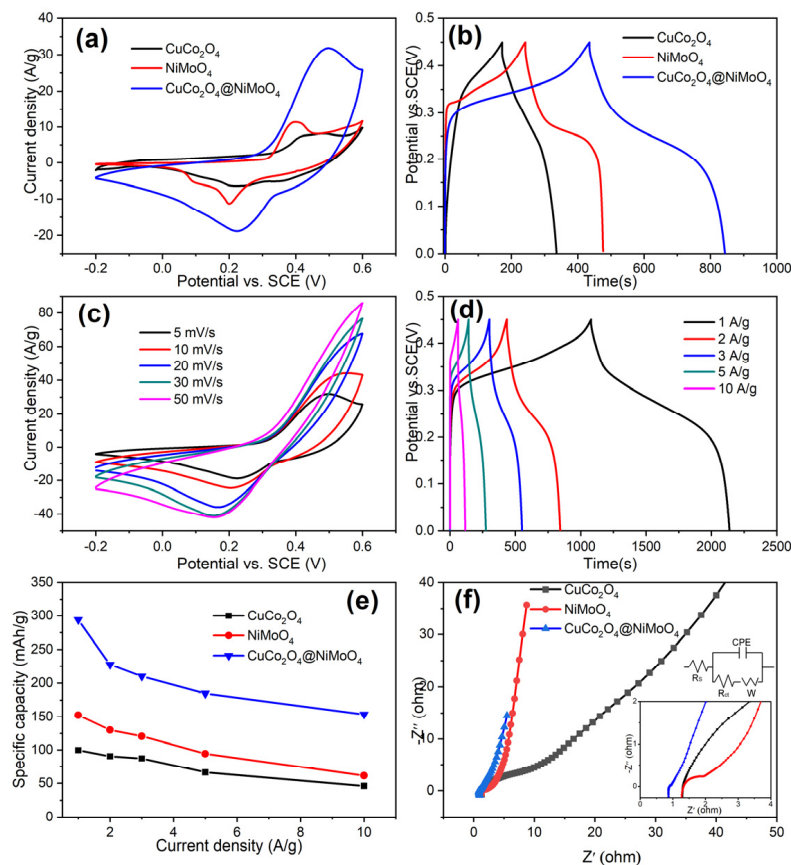 (a)
CuCo2O4
NiMoO4
CuCo2O4@NiMoO4
Current density (A/g)
40
30
20
10
0
-10
-20
-0.2 0.0 0.2 0.4 0.6
Potential vs. SCE (V)
(b)
CuCo2O4
NiMoO4
CuCo2O4@NiMoO4
Potential vs.SCE(V)
0.5
0.4
0.3
0.2
0.1
0.0
0 200 400 600 800 1000
Time(s)
(c)
5 mV/s
10 mV/s
20 mV/s
30 mV/s
50 mV/s
Current density (A/g)
80
60
40
20
0
-20
-40
-0.2 0.0 0.2 0.4 0.6
Potential vs. SCE (V)
(d)
1 A/g
2 A/g
3 A/g
5 A/g
10 A/g
Potential vs.SCE(V)
0.5
0.4
0.3
0.2
0.1
0.0
0 500 1000 1500 2000 2500
Time(s)
(e)
CuCo2O4
NiMoO4
CuCo2O4@NiMoO4
Specific capacity (mAh/g)
350
300
250
200
150
100
50
0
2 4 6 8 10
Current density (A/g)
(f)
CuCo2O4
NiMoO4
CuCo2O4@NiMoO4
-Z'' (ohm)
-40
-30
-20
-10
0
0 10 20 30 40 50
Z' (ohm)
CPE
Rs
Rct W
-Z'' (ohm)
2
1
0
0 1 2 3 4
Z' (ohm)